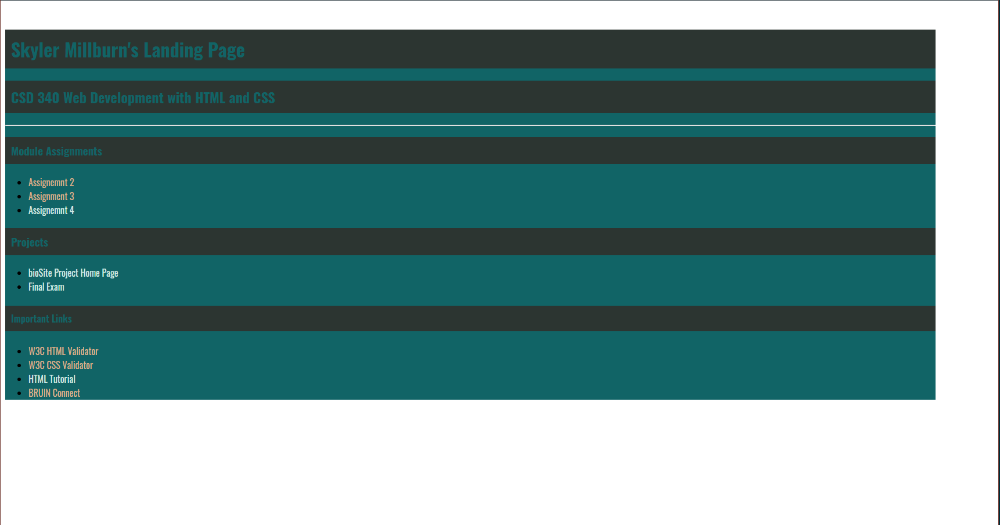 Skyler Millburn's Landing Page
CSD 340 Web Development with HTML and CSS
Module Assignments
Assignemnt 2
Assignment 3
Assignemnt 4
Projects
bioSite Project Home Page
Final Exam
Important Links
W3C HTML Validator
W3C CSS Validator
HTML Tutorial
BRUIN Connect